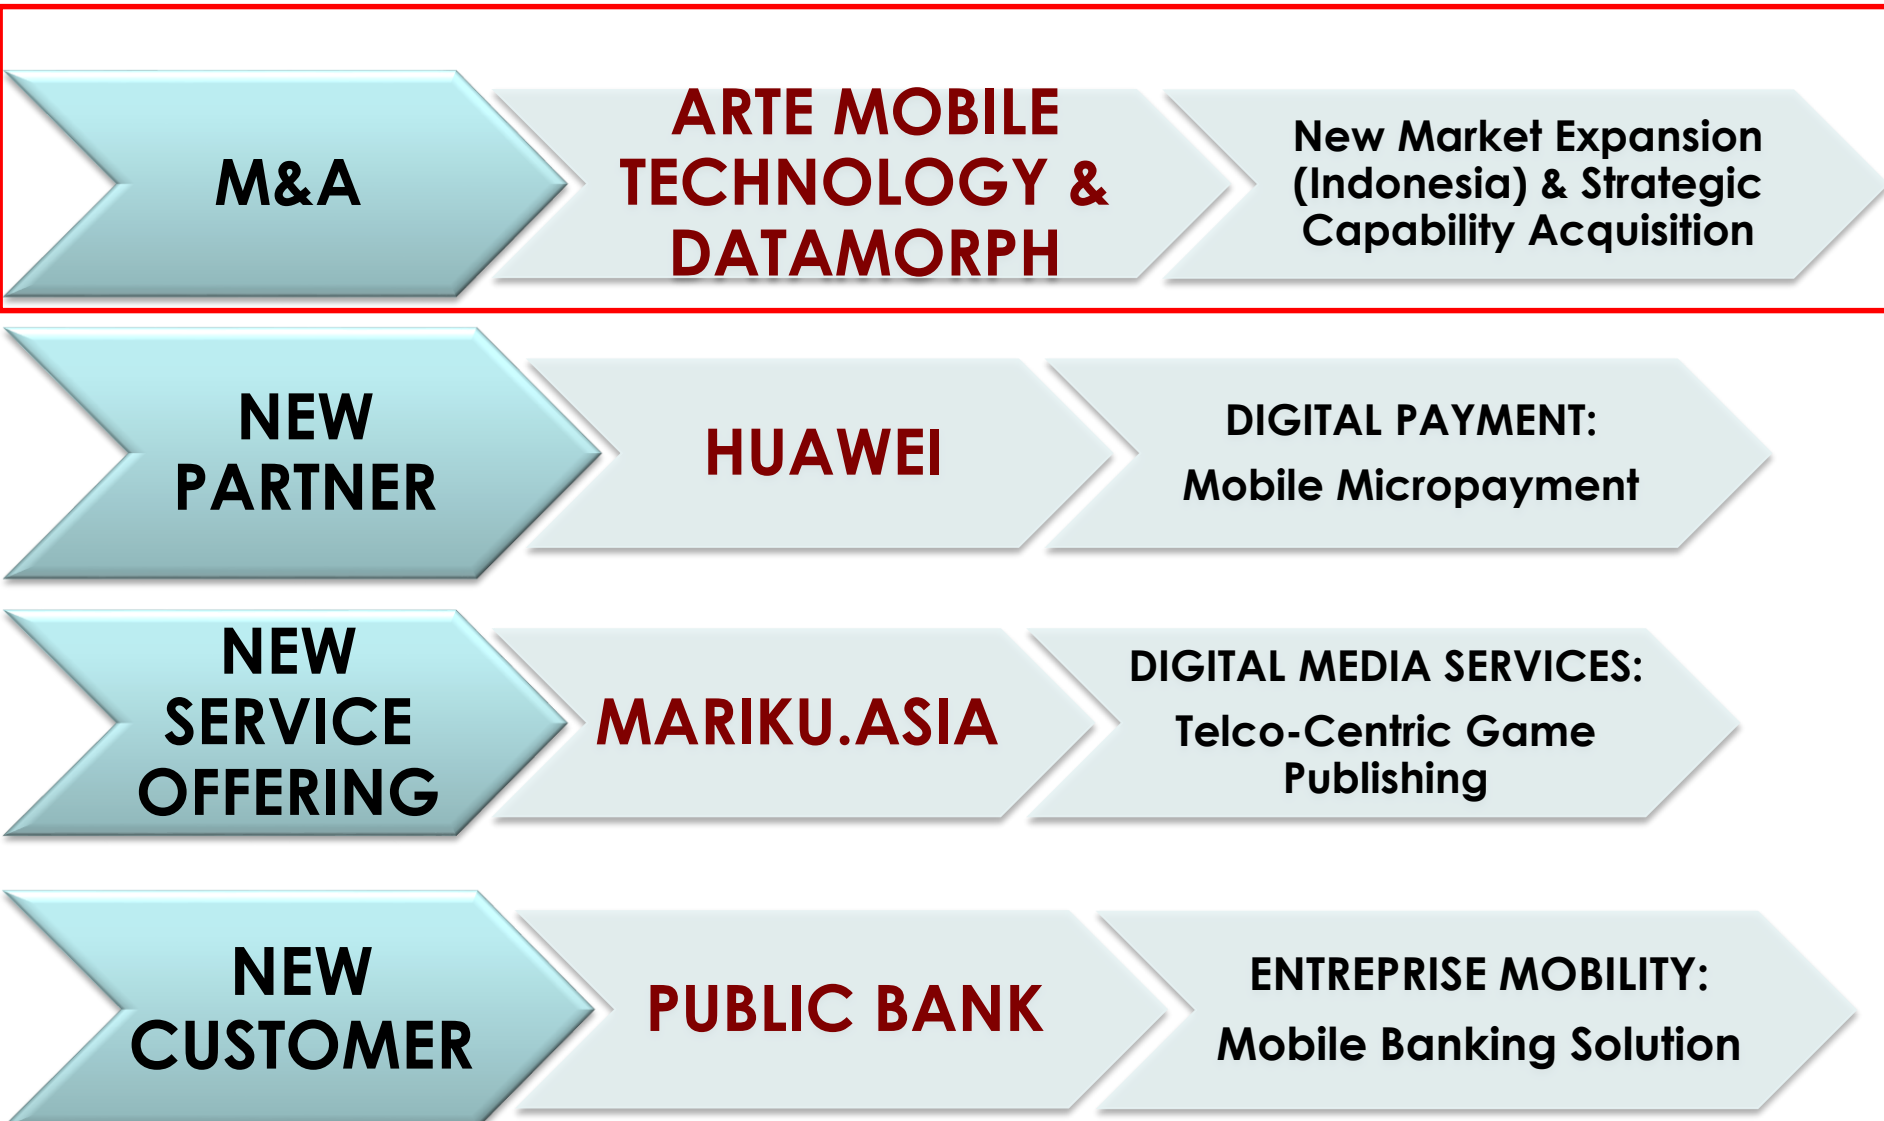 M&A
ARTE MOBILE
TECHNOLOGY &
DATAMORPH
New Market Expansion
(Indonesia) & Strategic
Capability Acquisition
NEW
PARTNER
HUAWEI
DIGITAL PAYMENT:
Mobile Micropayment
NEW
SERVICE
OFFERING
MARIKU.ASIA
DIGITAL MEDIA SERVICES:
Telco-Centric Game
Publishing
NEW
CUSTOMER
PUBLIC BANK
ENTREPRISE MOBILITY:
Mobile Banking Solution